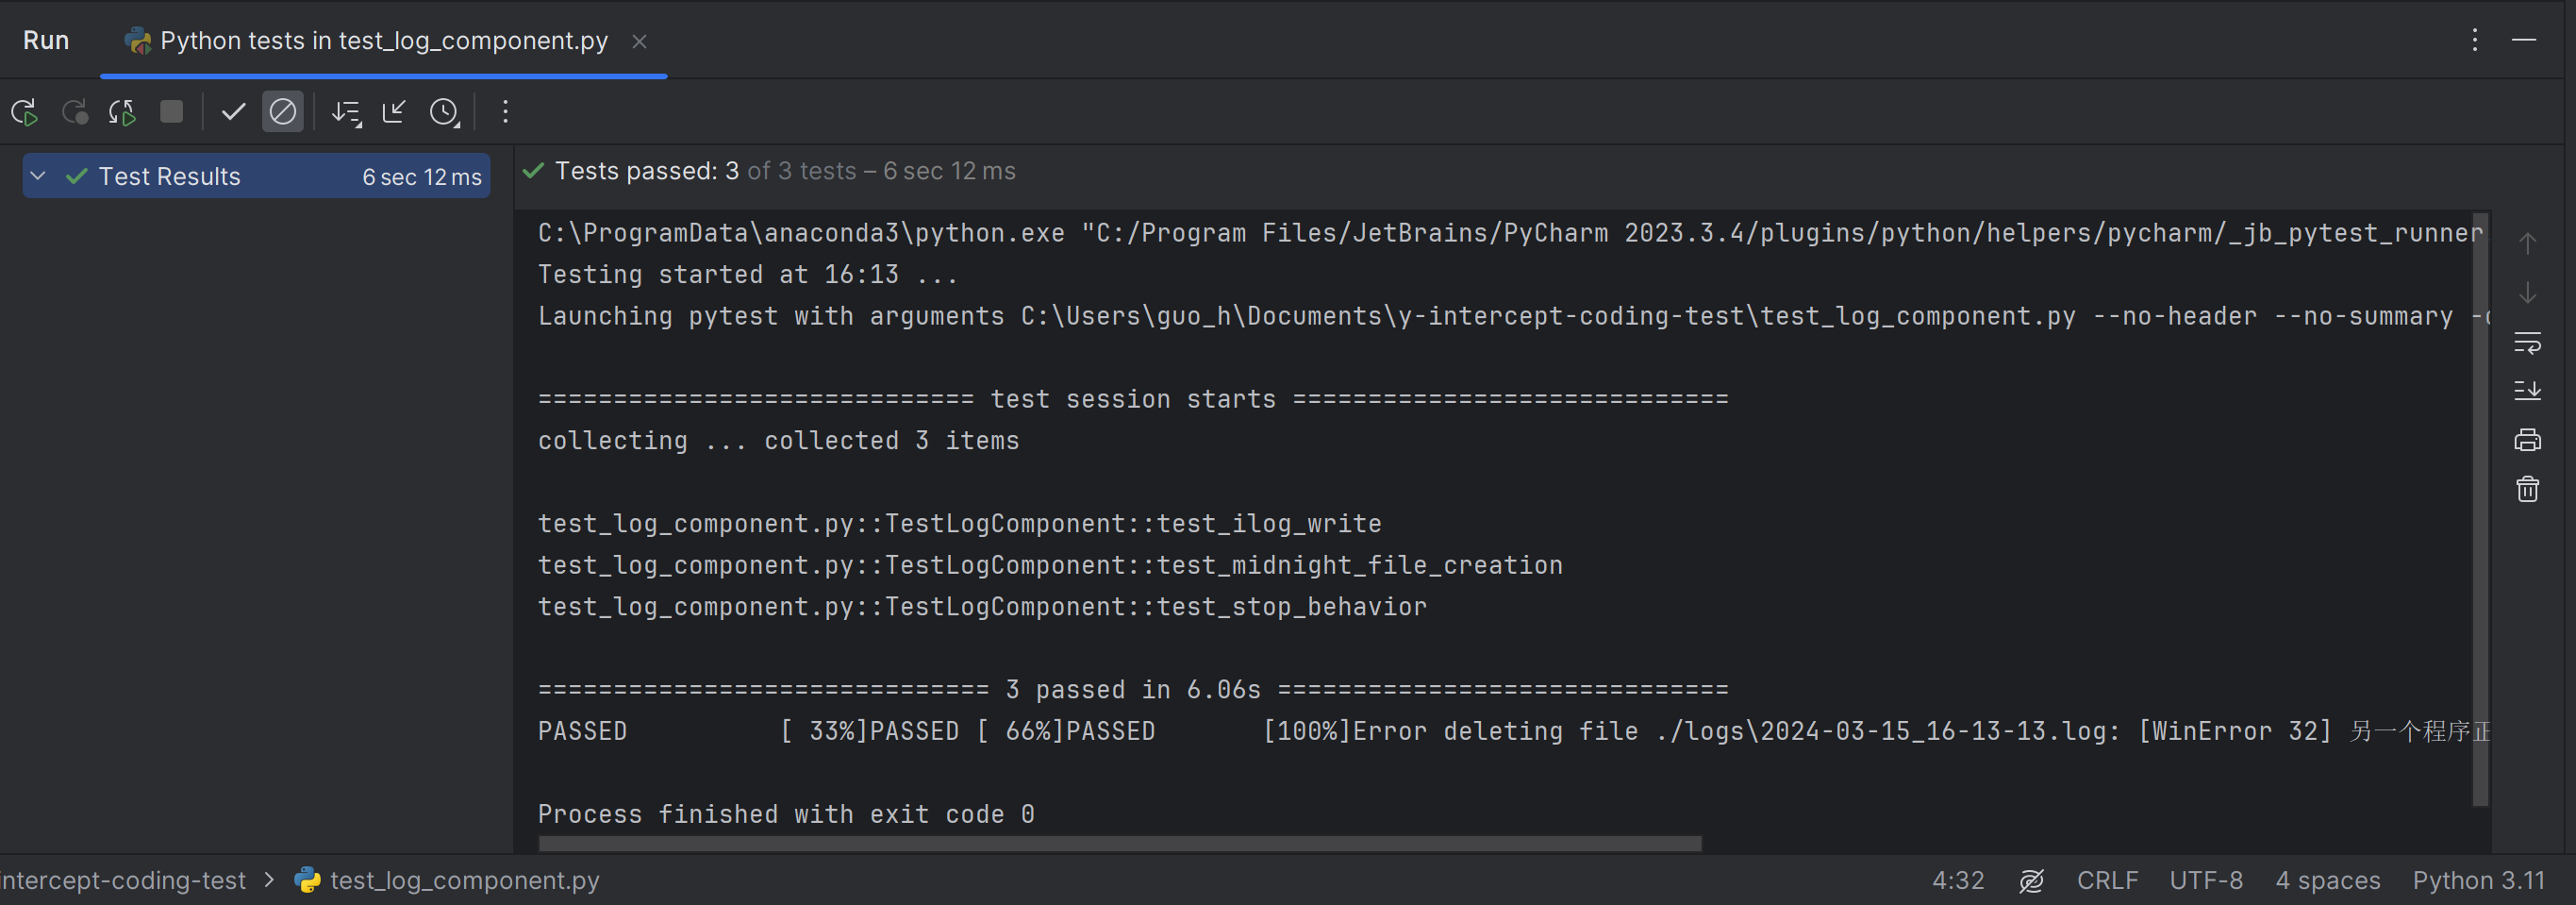 Run Python tests in test_log_component.py
Test Results 6 sec 12 ms
Tests passed: 3 of 3 tests – 6 sec 12 ms
C:\ProgramData\anaconda3\python.exe "C:/Program Files/JetBrains/PyCharm 2023.3.4/plugins/python/helpers/pycharm/_jb_pytest_runner
Testing started at 16:13 ...
Launching pytest with arguments C:\Users\guo_h\Documents\y-intercept-coding-test\test_log_component.py --no-header --no-summary
============================= test session starts =============================
collecting ... collected 3 items
test_log_component.py::TestLogComponent::test_ilog_write
test_log_component.py::TestLogComponent::test_midnight_file_creation
test_log_component.py::TestLogComponent::test_stop_behavior
============================== 3 passed in 6.06s ==============================
PASSED [ 33%]PASSED [ 66%]PASSED [100%]Error deleting file ./logs\2024-03-15_16-13-13.log: [WinError 32] 另一个程序正
Process finished with exit code 0
intercept-coding-test > test_log_component.py 4:32 CRLF UTF-8 4 spaces Python 3.11